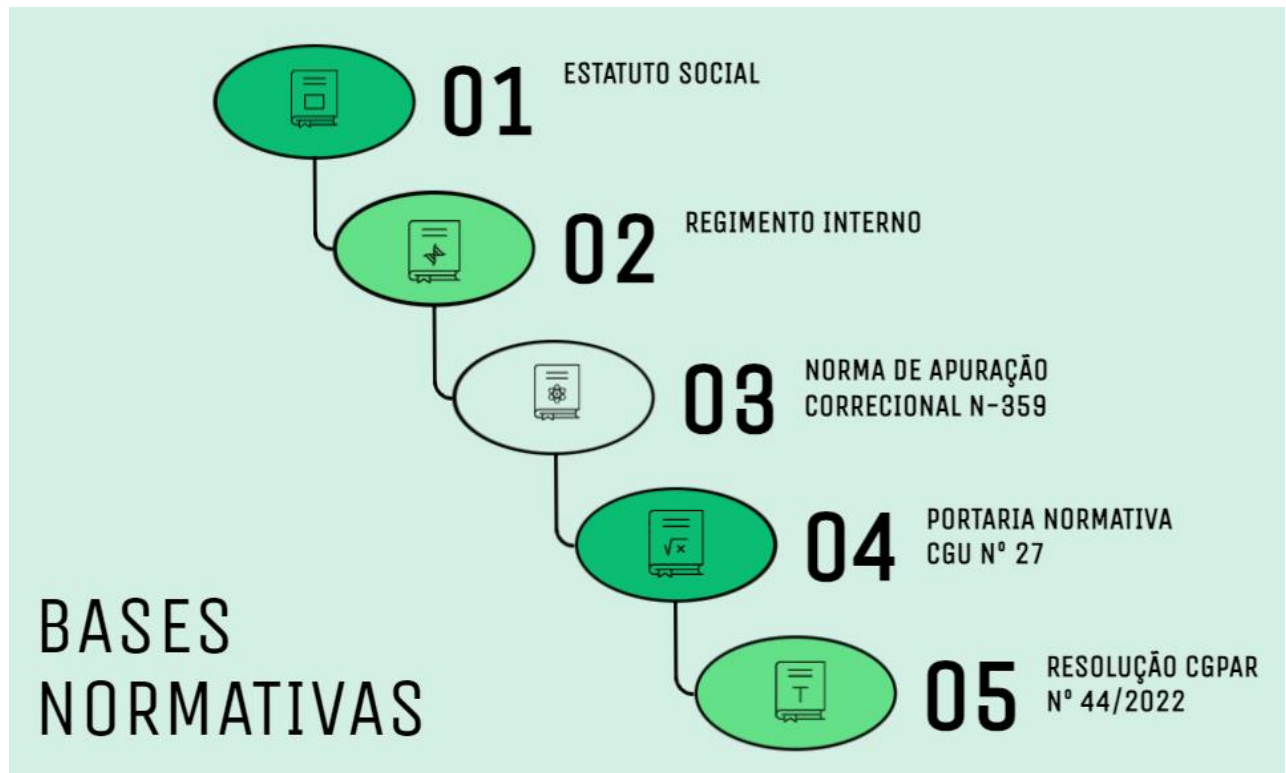 01
ESTATUTO SOCIAL
02
REGIMENTO INTERNO
03
NORMA DE APURAÇÃO
CORRECIONAL N-359
04
PORTARIA NORMATIVA
CGU Nº 27
05
RESOLUÇÃO CGPAR
Nº 44/2022
BASES
NORMATIVAS
√x
T